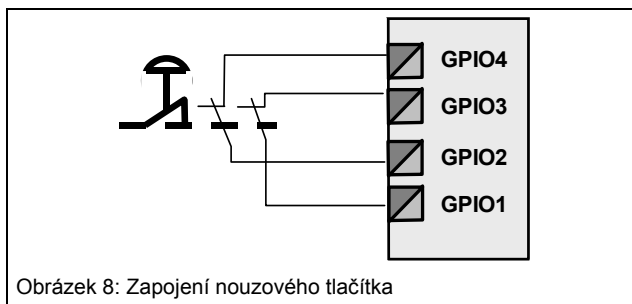 GPIO4
GPIO3
GPIO2
GPIO1
Obrázek 8: Zapojení nouzového tlačítka